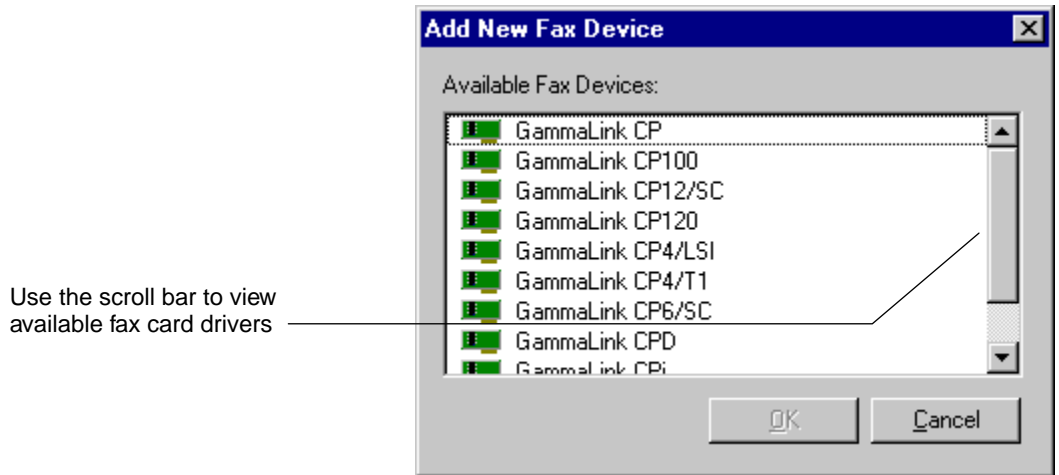 Add New Fax Device
Available Fax Devices:
GammaLink CP
GammaLink CP100
GammaLink CP12/SC
GammaLink CP120
GammaLink CP4/LSI
GammaLink CP4/T1
GammaLink CP6/SC
GammaLink CPD
GammaLink CPi
Use the scroll bar to view
available fax card drivers
OK
Cancel